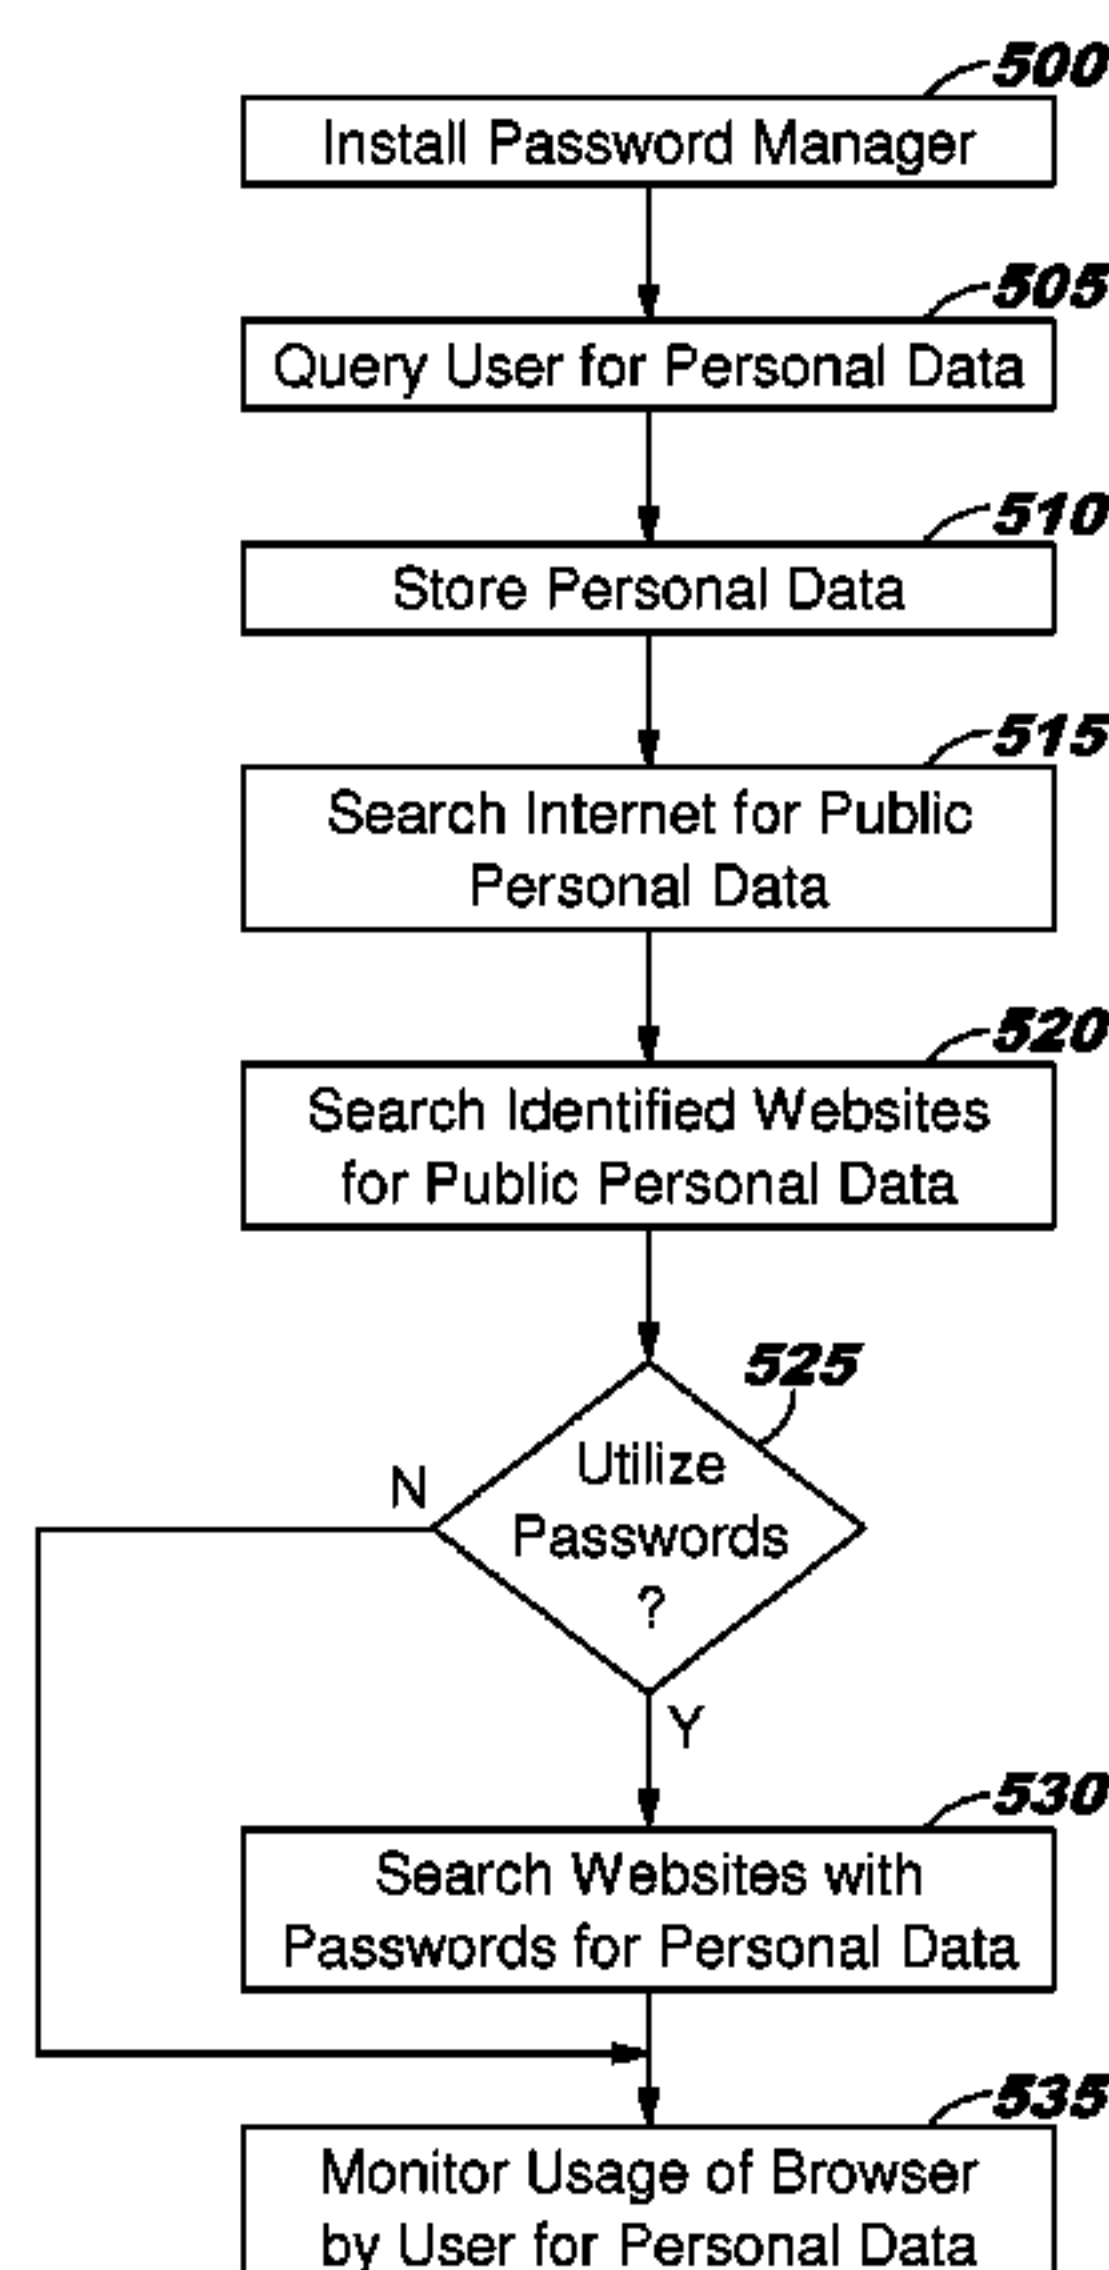 500
Install Password Manager
505
Query User for Personal Data
510
Store Personal Data
515
Search Internet for Public
Personal Data
520
Search Identified Websites
for Public Personal Data
525
Utilize
Passwords
?
N
Y
530
Search Websites with
Passwords for Personal Data
535
Monitor Usage of Browser
by User for Personal Data